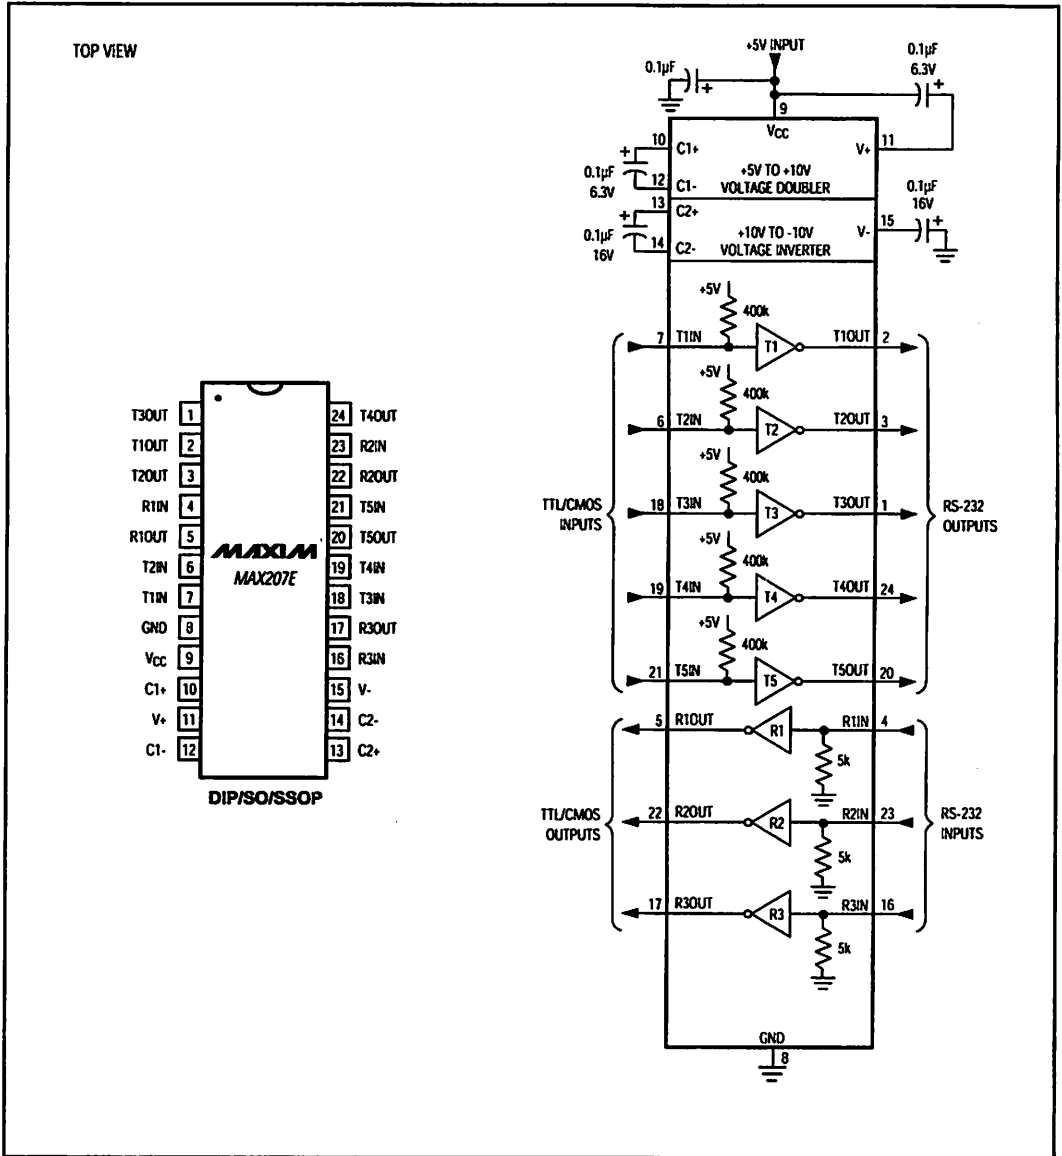 TOP VIEW
T3OUT 1
T1OUT 2
T2OUT 3
R1IN 4
R1OUT 5
T2IN 6
T1IN 7
GND 8
VCC 9
C1+ 10
V+ 11
C1- 12
24 T4OUT
23 R2IN
22 R2OUT
21 T5IN
20 T5OUT
19 T4IN
18 T3IN
17 R3OUT
16 R3IN
15 V-
14 C2-
13 C2+
MAXIM
MAX207E
DIP/SO/SSOP
+5V INPUT
0.1µF
+
0.1µF
6.3V
+
9
VCC
10 C1+
V+ 11
+
0.1µF
6.3V
12 C1-
+5V TO +10V
VOLTAGE DOUBLER
13 C2+
+
0.1µF
16V
14 C2-
+10V TO -10V
VOLTAGE INVERTER
V- 15
0.1µF
16V
+
+5V
400k
7 T1IN T1 T1OUT 2
+5V
400k
6 T2IN T2 T2OUT 3
+5V
400k
18 T3IN T3 T3OUT 1
+5V
400k
19 T4IN T4 T4OUT 24
+5V
400k
21 T5IN T5 T5OUT 20
TTL/CMOS
INPUTS
RS-232
OUTPUTS
5 R1OUT R1 R1IN 4
5k
22 R2OUT R2 R2IN 23
5k
17 R3OUT R3 R3IN 16
5k
TTL/CMOS
OUTPUTS
RS-232
INPUTS
GND
8